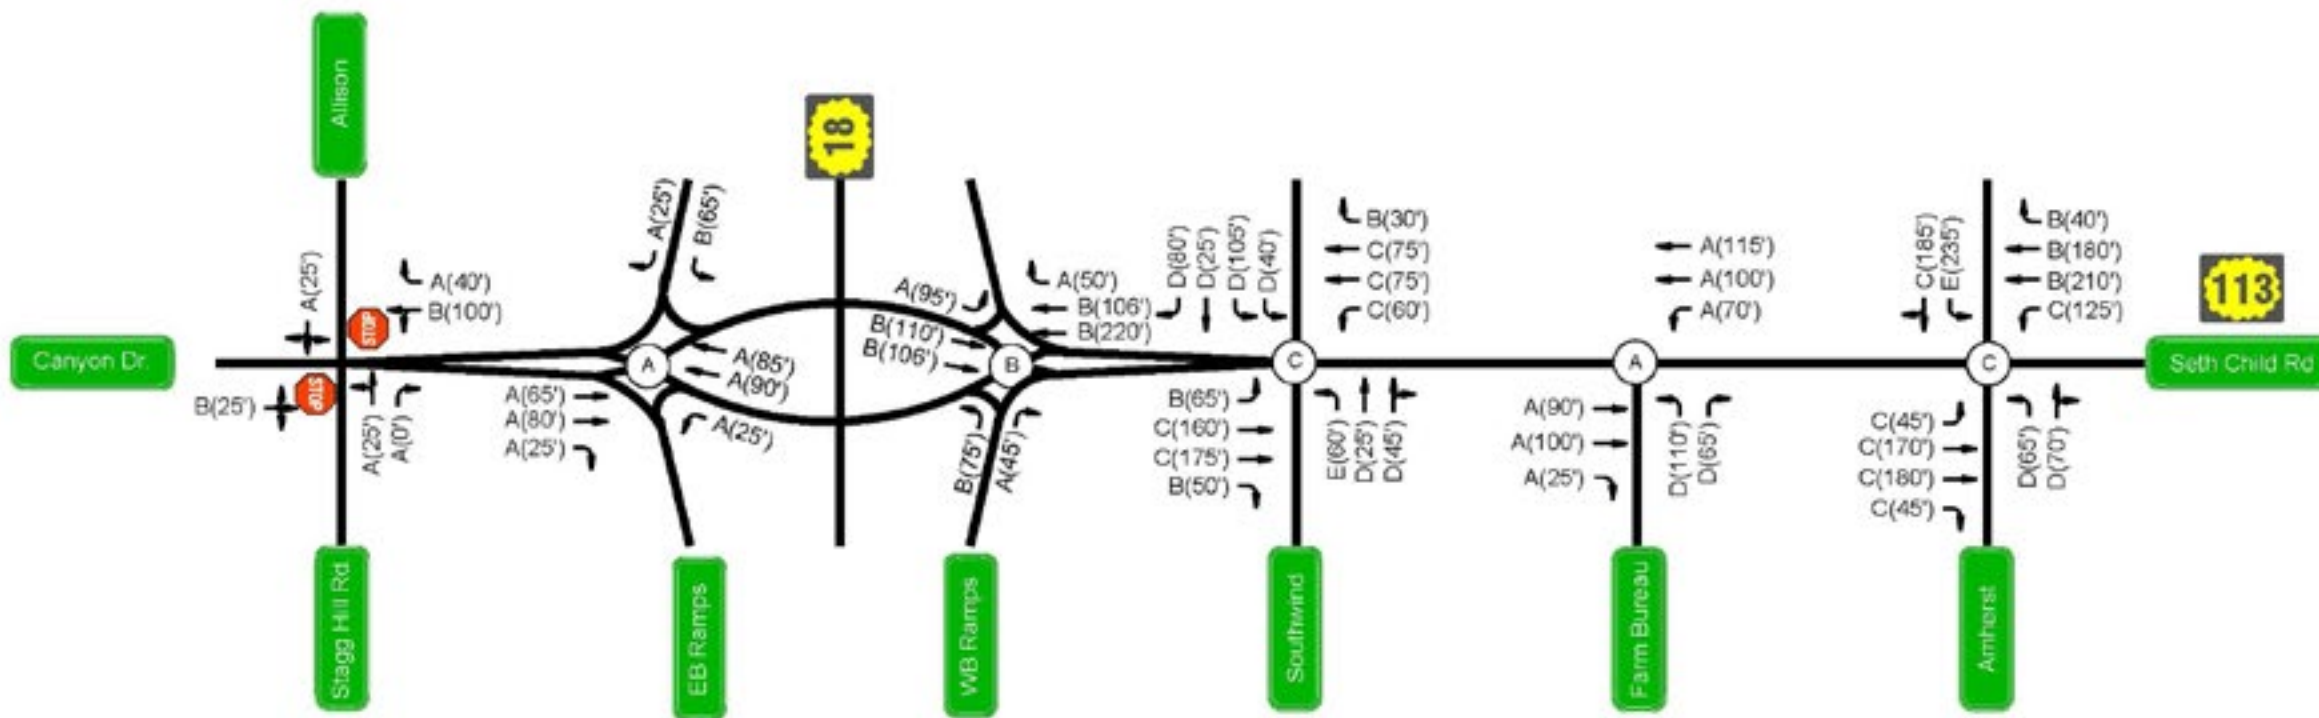 Allison
18
A(25')
A(40')
B(100')
STOP
Canyon Dr.
B(25')
STOP
A(25')
A(0')
Stagg Hill Rd
A(25')
B(65')
A
A(85')
A(90')
A(65')
A(80')
A(25')
A(25')
EB Ramps
A(95')
B(110')
B(106')
B
A(50')
B(106')
B(220')
B(75')
A(45')
WB Ramps
D(80')
D(25')
D(105')
D(40')
B(30')
C(75')
C(75')
C(60')
C
B(65')
C(160')
C(175')
B(50')
E(60')
D(25')
D(45')
Southwind
A(115')
A(100')
A(70')
A
A(90')
A(100')
A(25')
D(110')
D(65')
Farm Bureau
C(185')
E(235')
B(40')
B(180')
B(210')
C(125')
113
C
Seth Child Rd
C(45')
C(170')
C(180')
C(45')
D(65')
D(70')
Amherst